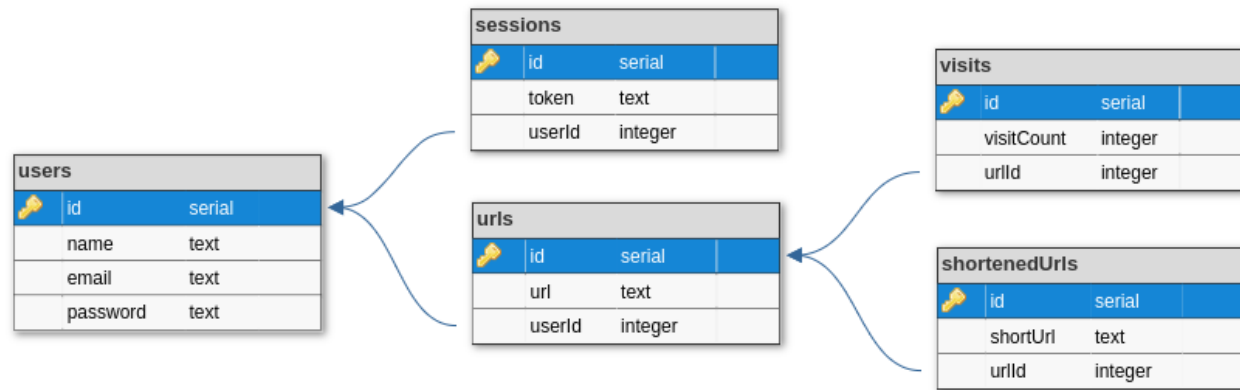 users
id serial
name text
email text
password text
sessions
id serial
token text
userId integer
urls
id serial
url text
userId integer
visits
id serial
visitCount integer
urlId integer
shortenedUrls
id serial
shortUrl text
urlId integer